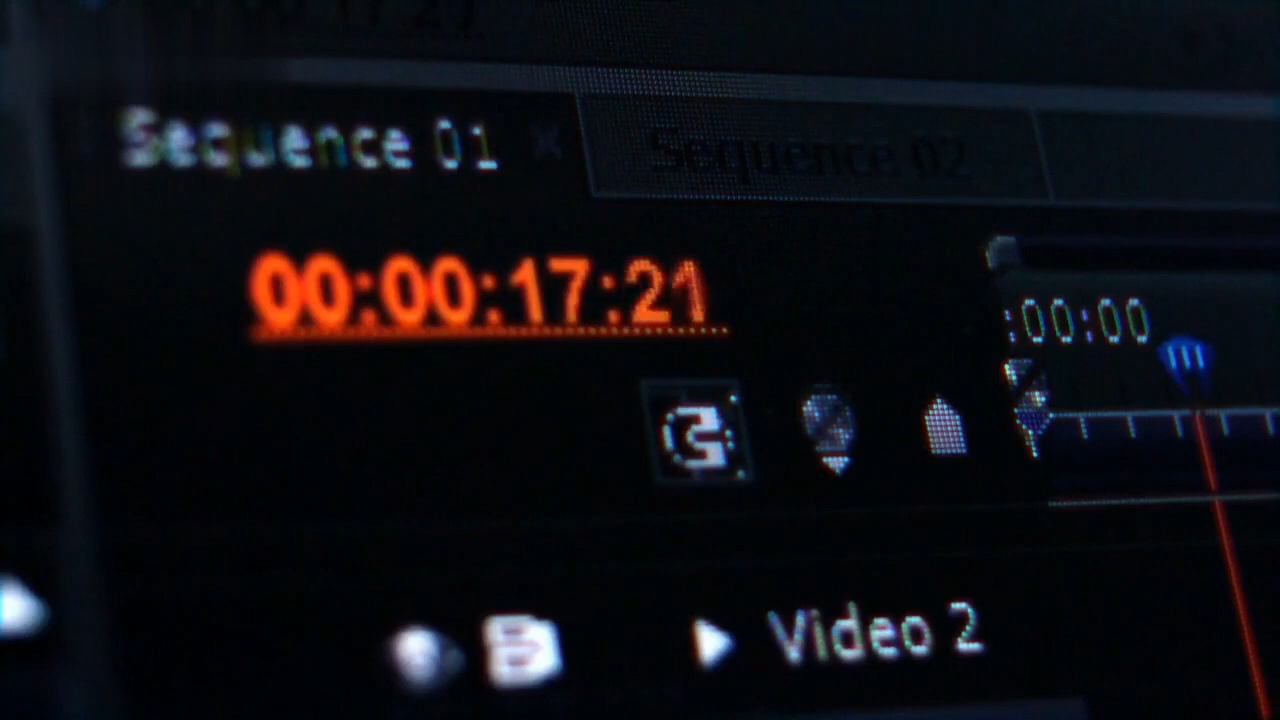 Sequence 01 × Sequence 02
00:00:17:21
:00:00
Video 2